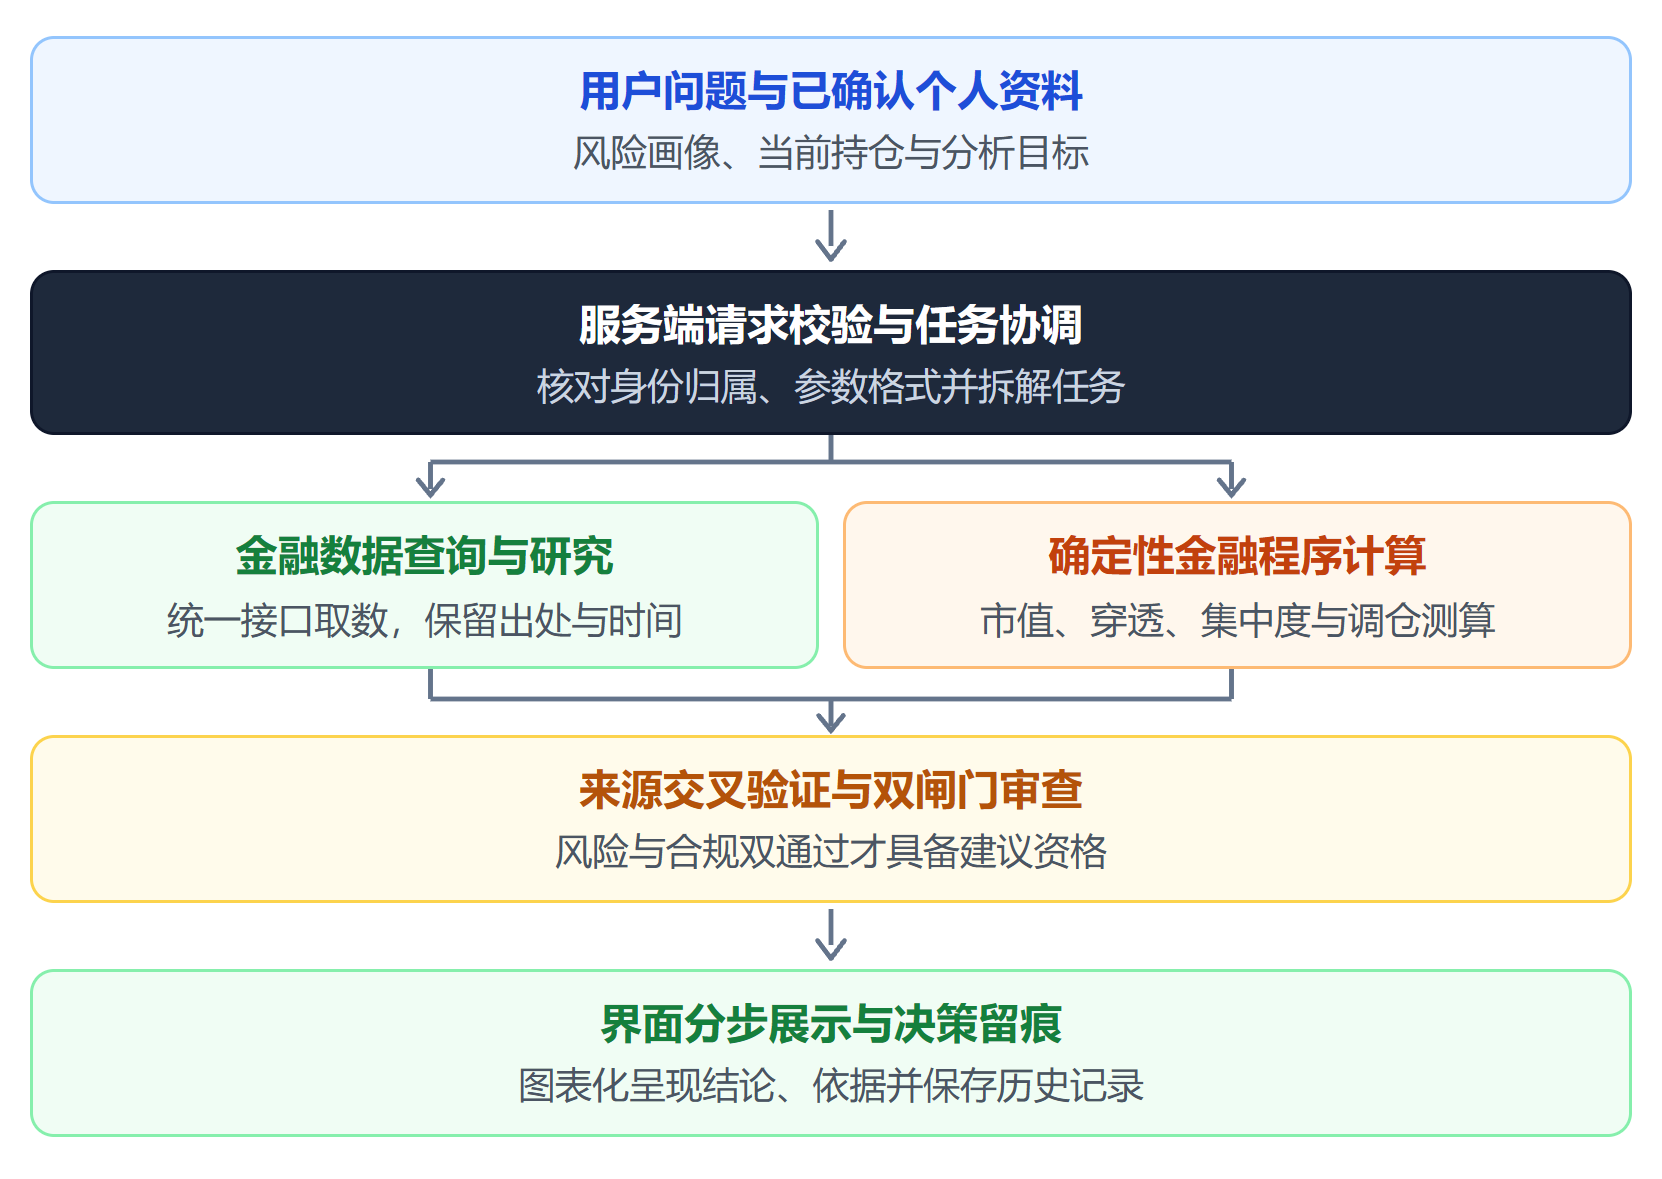 用户问题与已确认个人资料
风险画像、当前持仓与分析目标
服务端请求校验与任务协调
核对身份归属、参数格式并拆解任务
金融数据查询与研究
统一接口取数，保留出处与时间
确定性金融程序计算
市值、穿透、集中度与调仓测算
来源交叉验证与双闸门审查
风险与合规双通过才具备建议资格
界面分步展示与决策留痕
图表化呈现结论、依据并保存历史记录